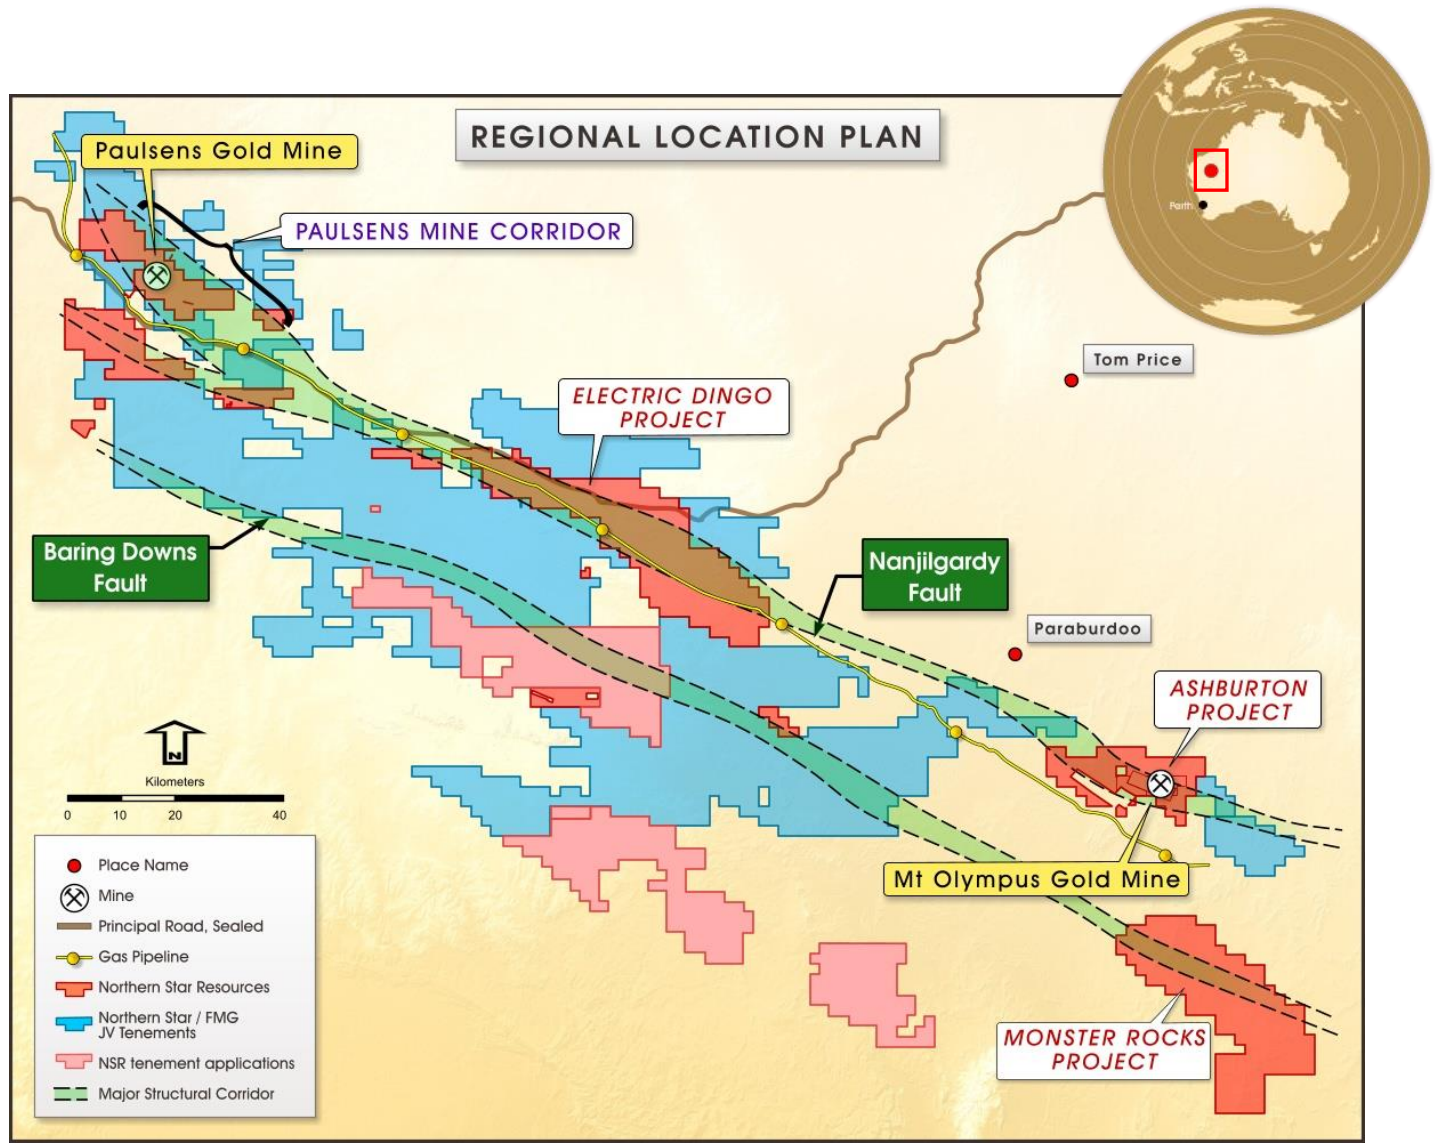 REGIONAL LOCATION PLAN
Paulsens Gold Mine
PAULSENS MINE CORRIDOR
Perth
Tom Price
ELECTRIC DINGO
PROJECT
Baring Downs
Fault
Nanjilgardy
Fault
Paraburdoo
ASHBURTON
PROJECT
N
Kilometers
0 10 20 40
Mt Olympus Gold Mine
MONSTER ROCKS
PROJECT
Place Name
Mine
Principal Road, Sealed
Gas Pipeline
Northern Star Resources
Northern Star / FMG
JV Tenements
NSR tenement applications
Major Structural Corridor